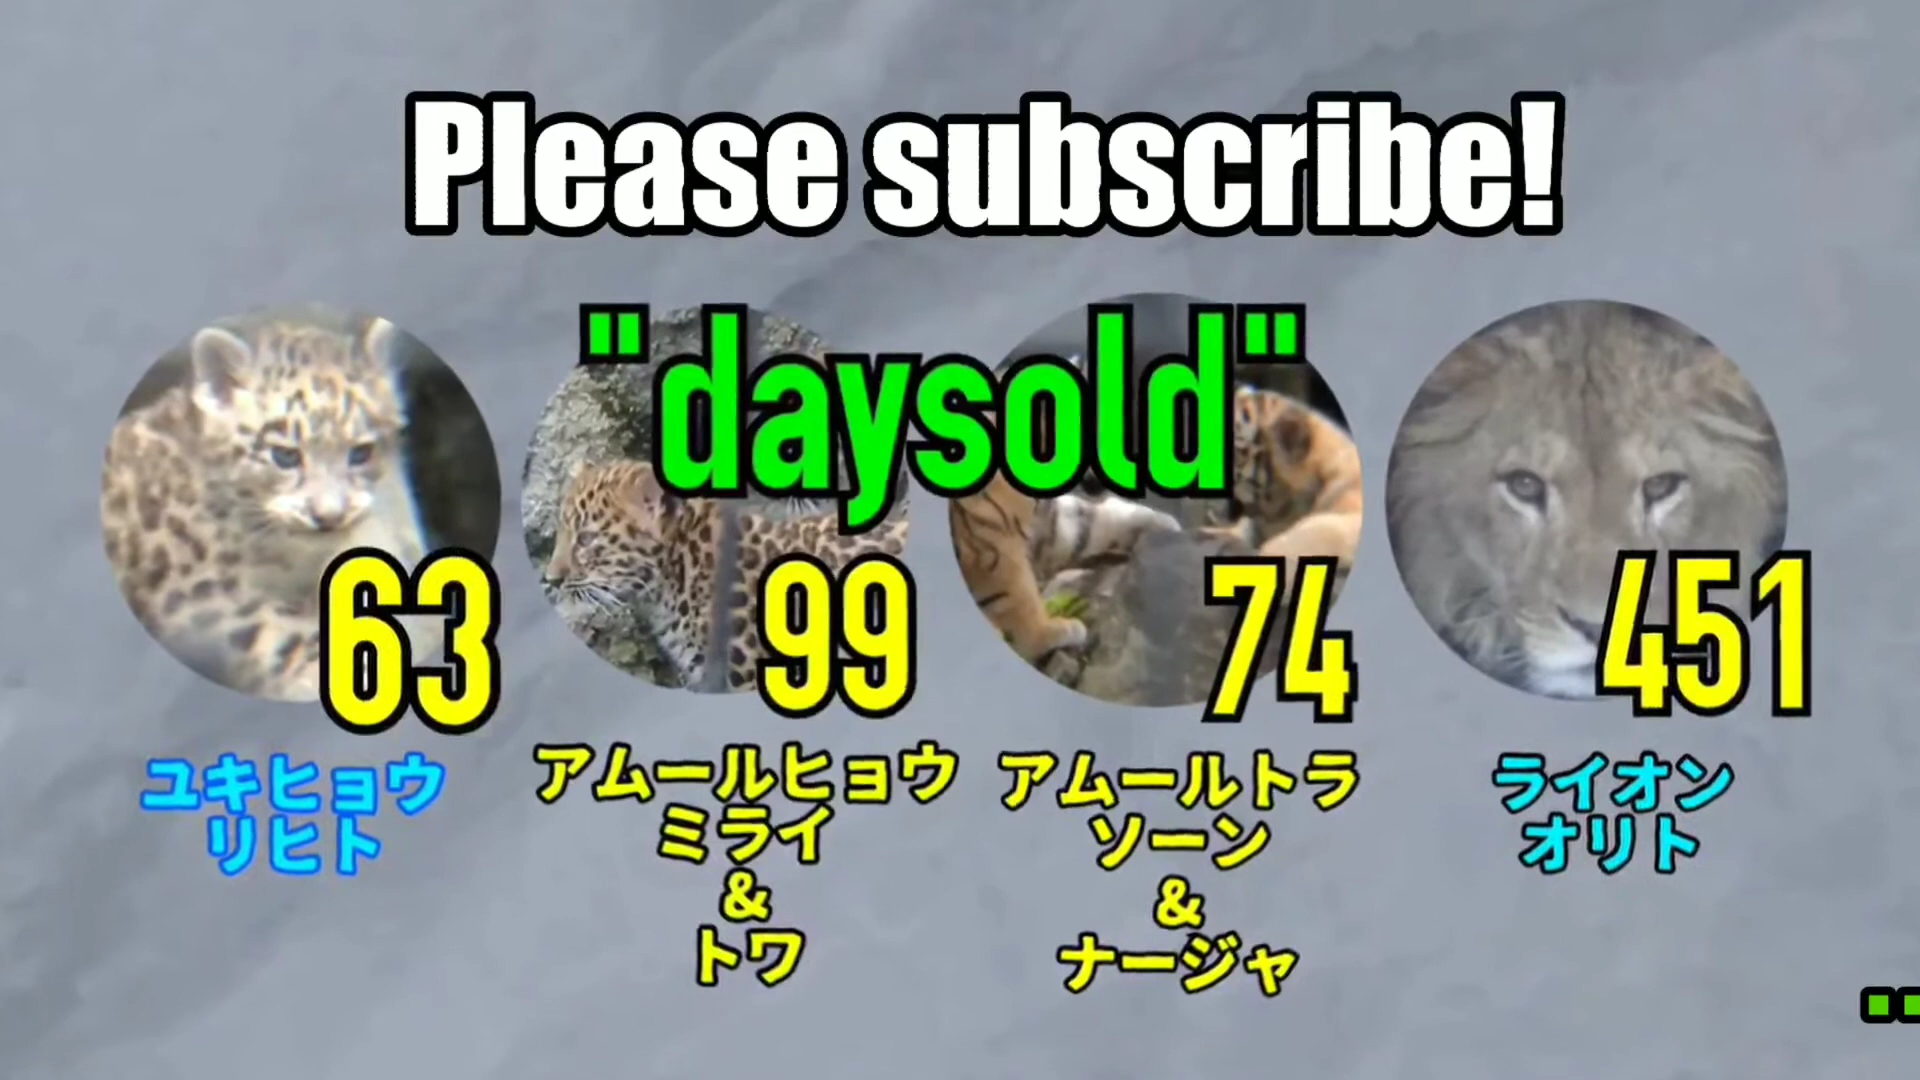 Please subscribe!
"daysold"
63
99
74
451
ユキヒョウ
リヒト
アムールヒョウ
ミライ
&
トワ
アムールトラ
ソーン
&
ナージャ
ライオン
オリト